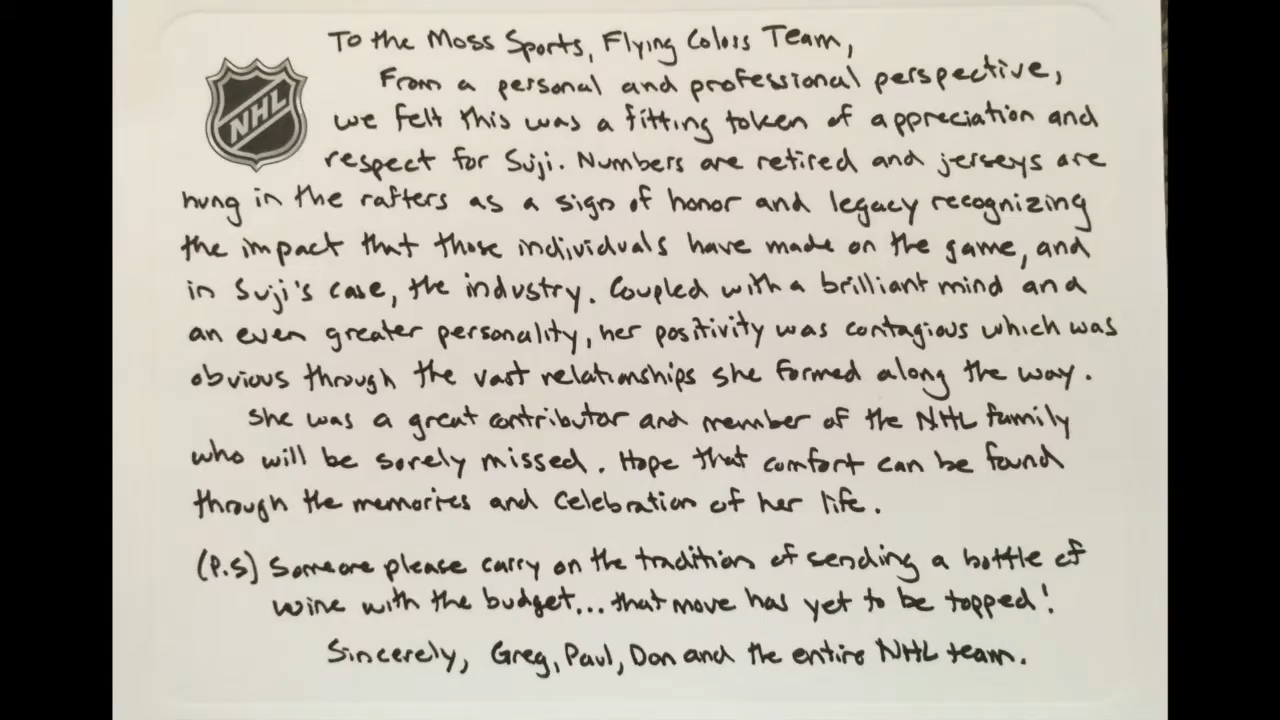 To the Moss Sports, Flying Colors Team,
From a personal and professional perspective,
NHL
we felt this was a fitting token of appreciation and
respect for Suji. Numbers are retired and jerseys are
hung in the rafters as a sign of honor and legacy recognizing
the impact that those individuals have made on the game, and
in Suji's case, the industry. Coupled with a brilliant mind and
an even greater personality, her positivity was contagious which was
obvious through the vast relationships she formed along the way.
She was a great contributor and member of the NHL family
who will be sorely missed. Hope that comfort can be found
through the memories and celebration of her life.
(P.S) Someone please carry on the tradition of sending a bottle of
wine with the budget... that move has yet to be topped!
Sincerely, Greg, Paul, Don and the entire NHL team.